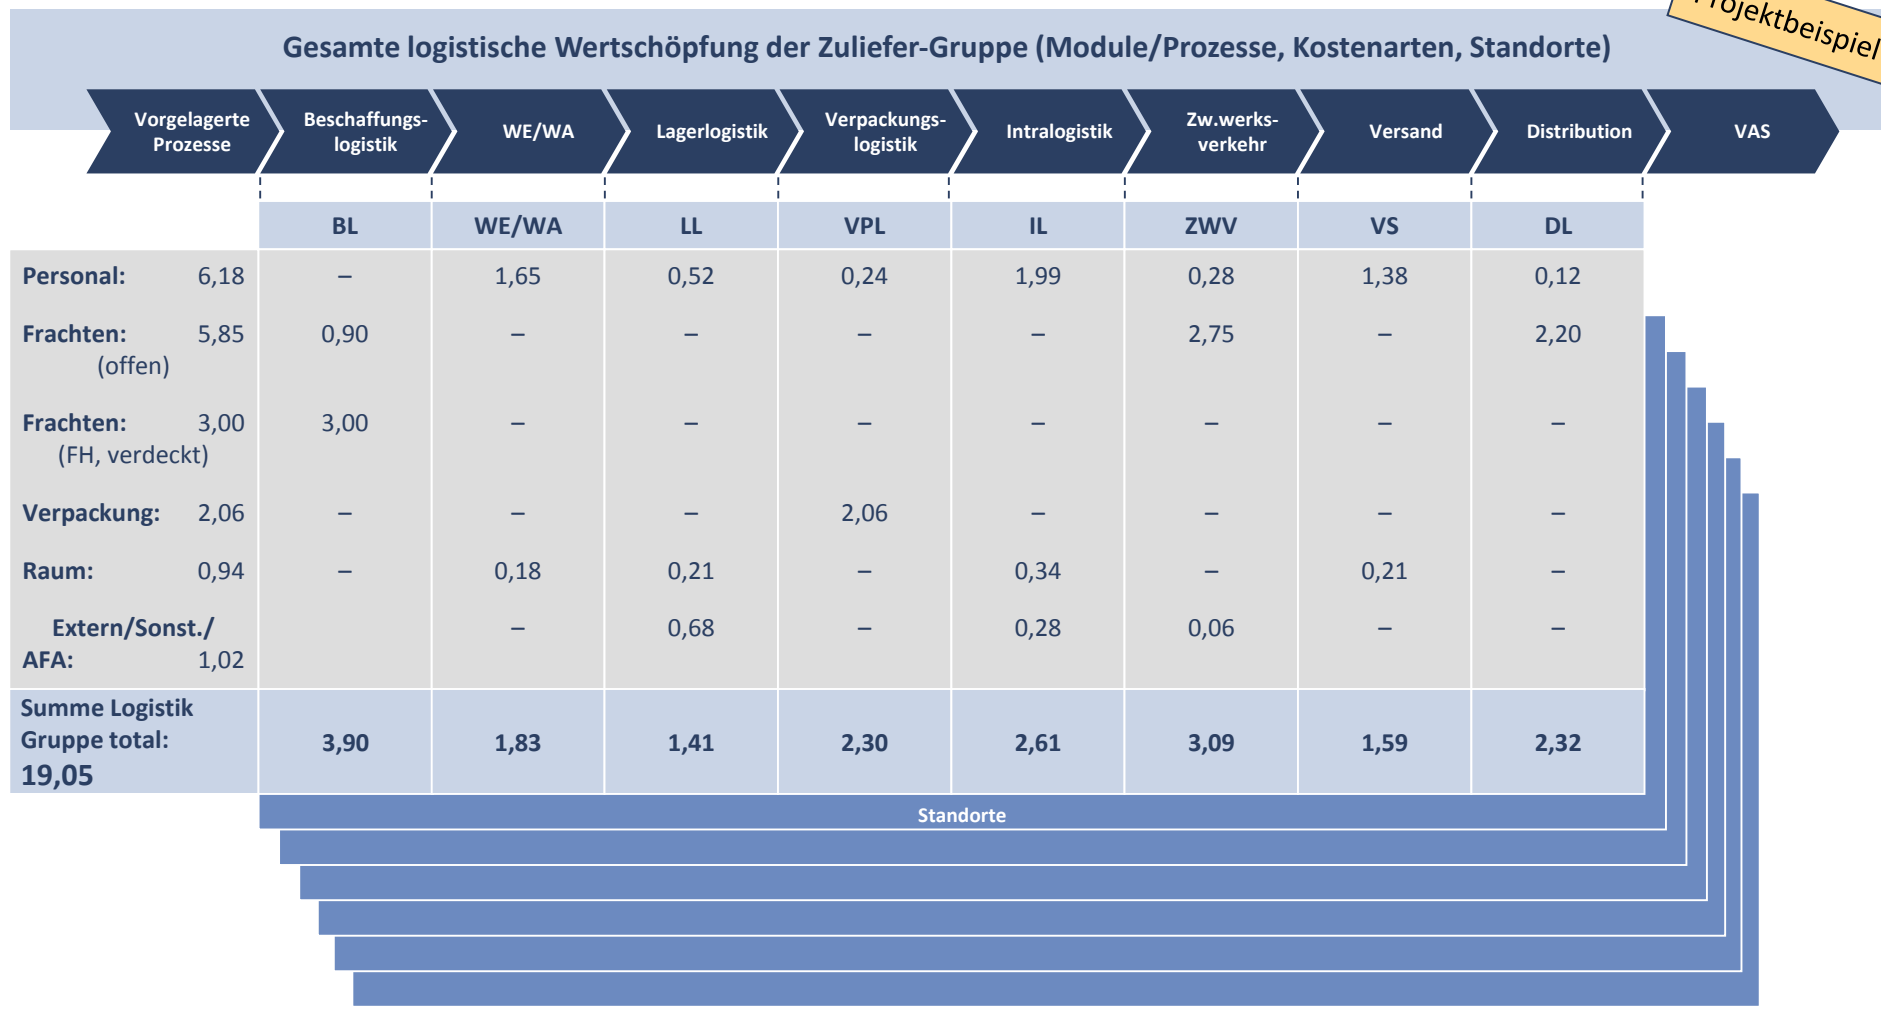 Projektbeispiel
Gesamte logistische Wertschöpfung der Zuliefer-Gruppe (Module/Prozesse, Kostenarten, Standorte)
Vorgelagerte
Prozesse
Beschaffungs-
logistik
WE/WA
Lagerlogistik
Verpackungs-
logistik
Intralogistik
Zw.werks-
verkehr
Versand
Distribution
VAS
BL WE/WA LL VPL IL ZWV VS DL
Personal: 6,18 – 1,65 0,52 0,24 1,99 0,28 1,38 0,12
Frachten: 5,85 0,90 – – – – 2,75 – 2,20
(offen)
Frachten: 3,00 3,00 – – – – – – –
(FH, verdeckt)
Verpackung: 2,06 – – – 2,06 – – – –
Raum: 0,94 – 0,18 0,21 – 0,34 – 0,21 –
Extern/Sonst./ – 0,68 – 0,28 0,06 – –
AFA: 1,02
Summe Logistik
Gruppe total: 3,90 1,83 1,41 2,30 2,61 3,09 1,59 2,32
19,05
Standorte